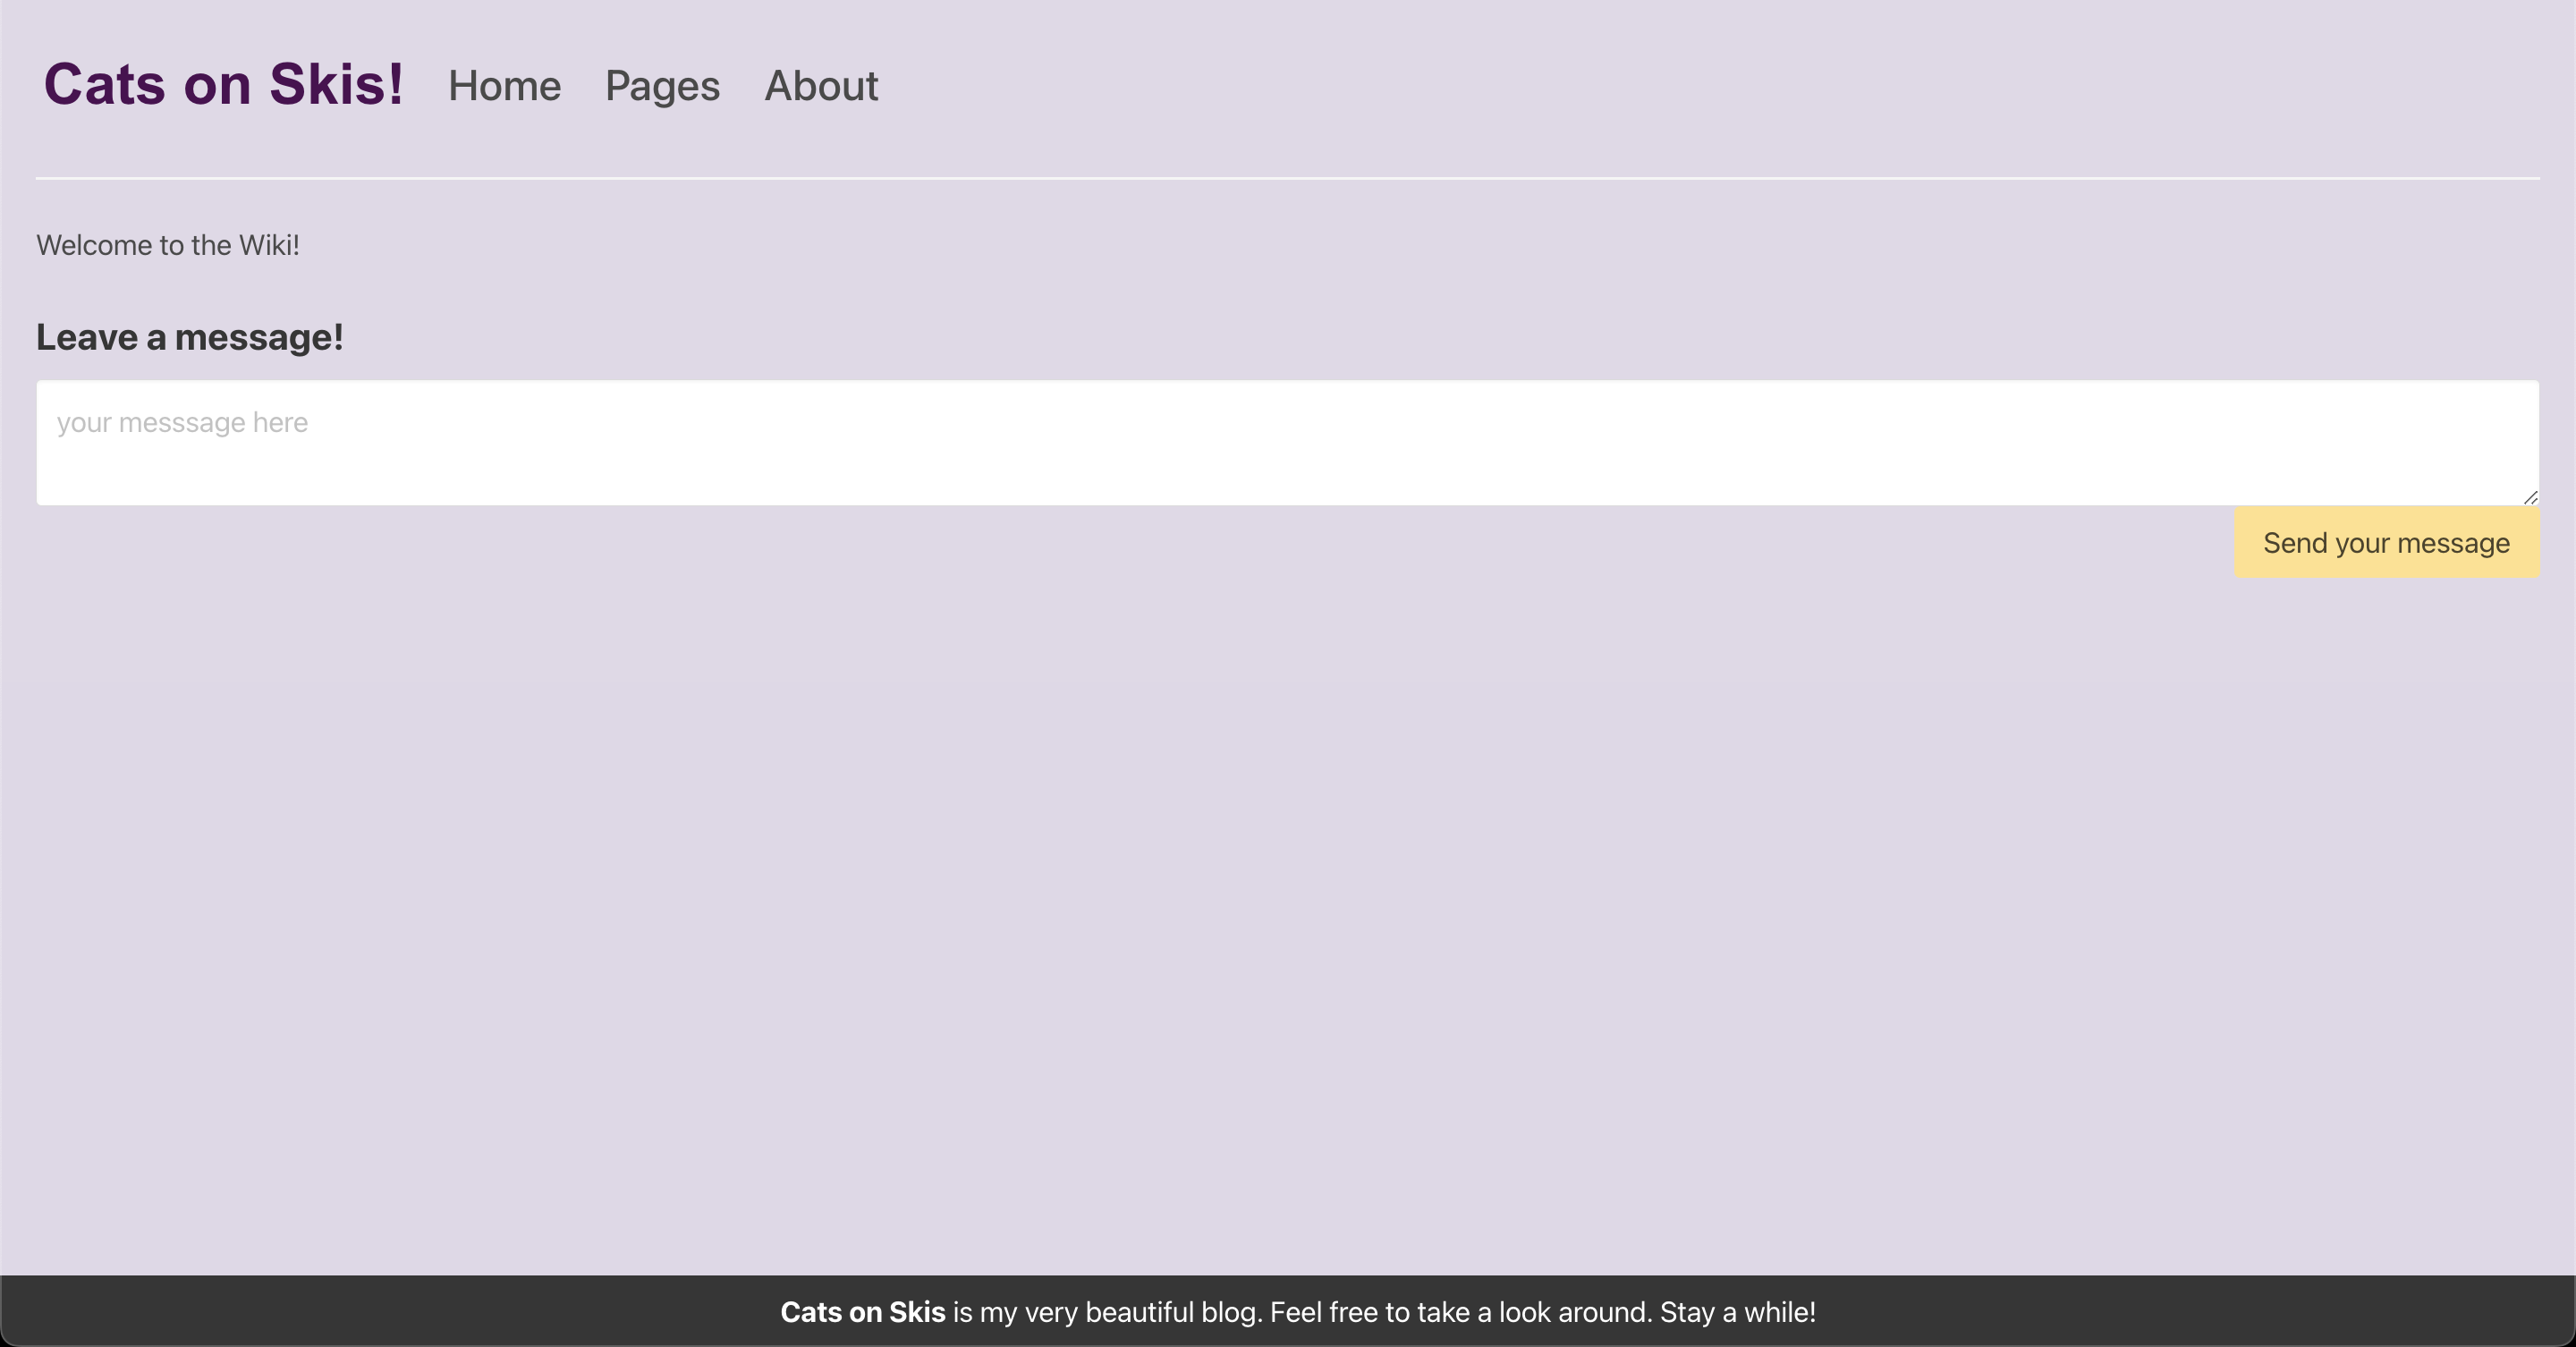 Cats on Skis! Home Pages About
Welcome to the Wiki!
Leave a message!
your messsage here
Send your message
Cats on Skis is my very beautiful blog. Feel free to take a look around. Stay a while!